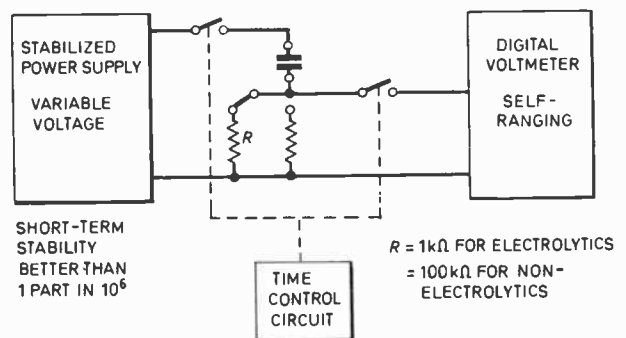 STABILIZED
POWER SUPPLY
VARIABLE
VOLTAGE
DIGITAL
VOLTMETER
SELF-
RANGING
R
SHORT-TERM
STABILITY
BETTER THAN
1 PART IN 10⁶
R = 1kΩ FOR ELECTROLYTICS
= 100kΩ FOR NON-
ELECTROLYTICS
TIME
CONTROL
CIRCUIT